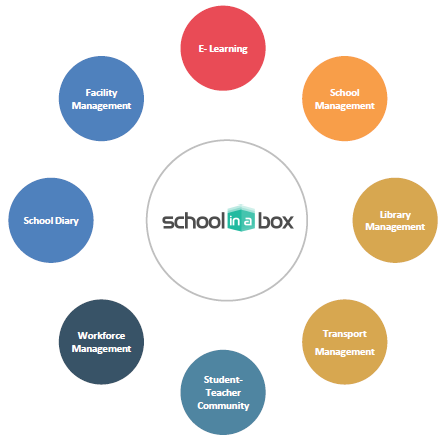 E- Learning
Facility
Management
School
Management
School Diary
school in a box
Library
Management
Workforce
Management
Transport
Management
Student-
Teacher
Community